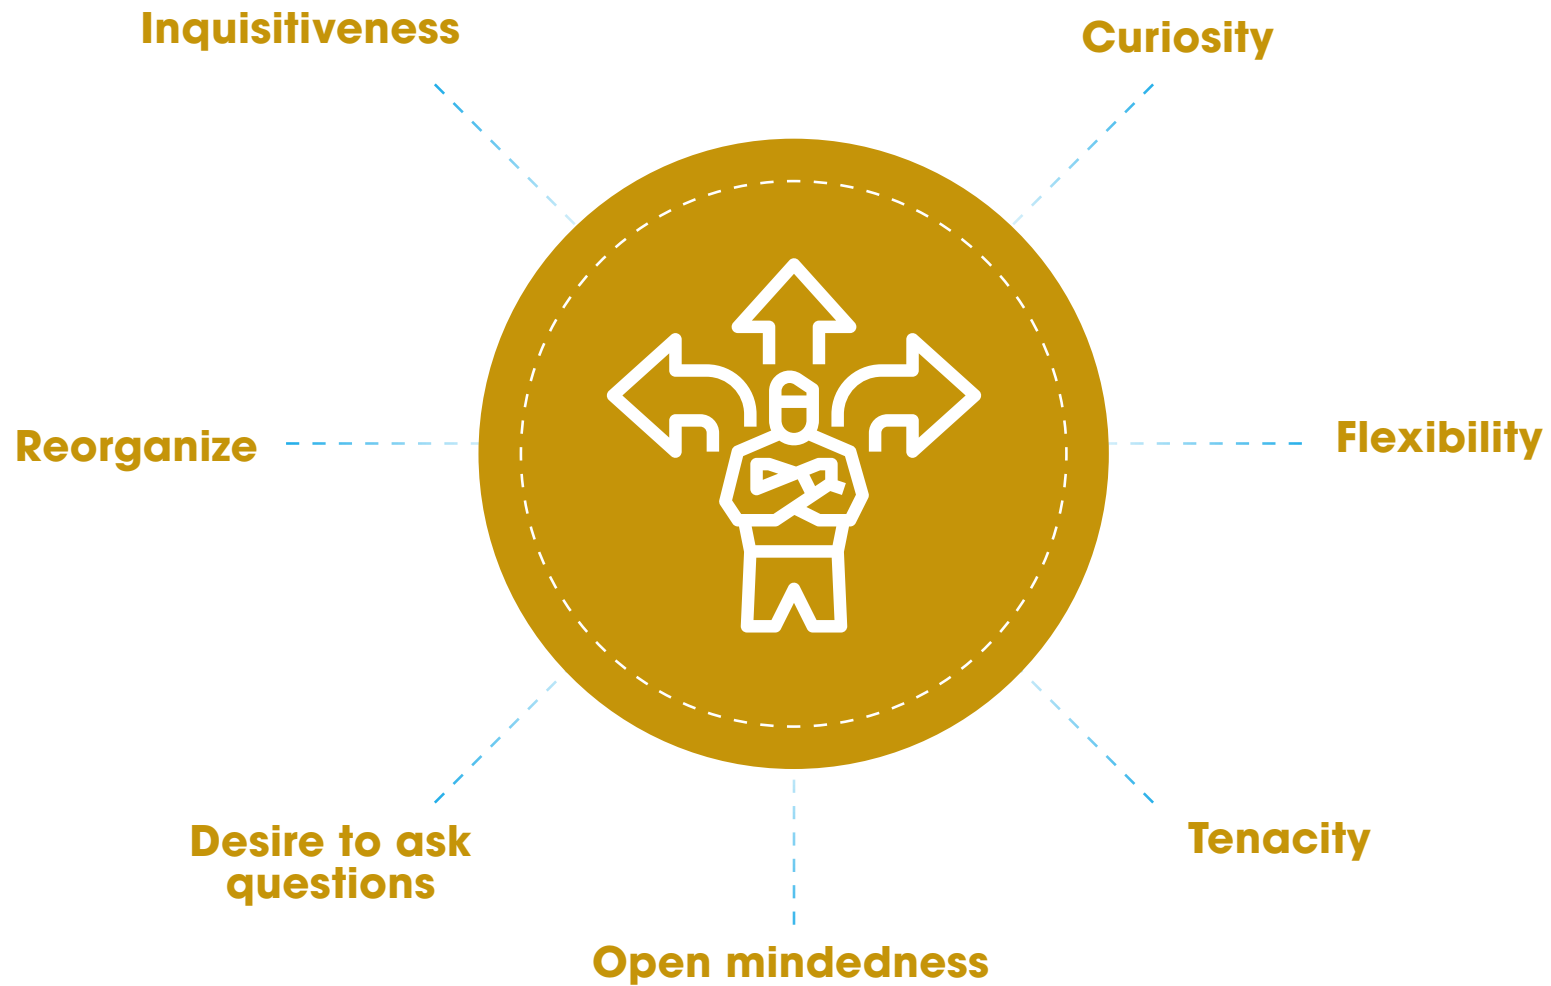 Inquisitiveness
Curiosity
Reorganize
Flexibility
Desire to ask
questions
Tenacity
Open mindedness